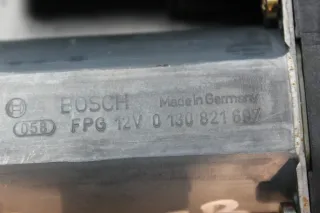 BOSCH Made in Germany
058 FPG 12V 0 130 821